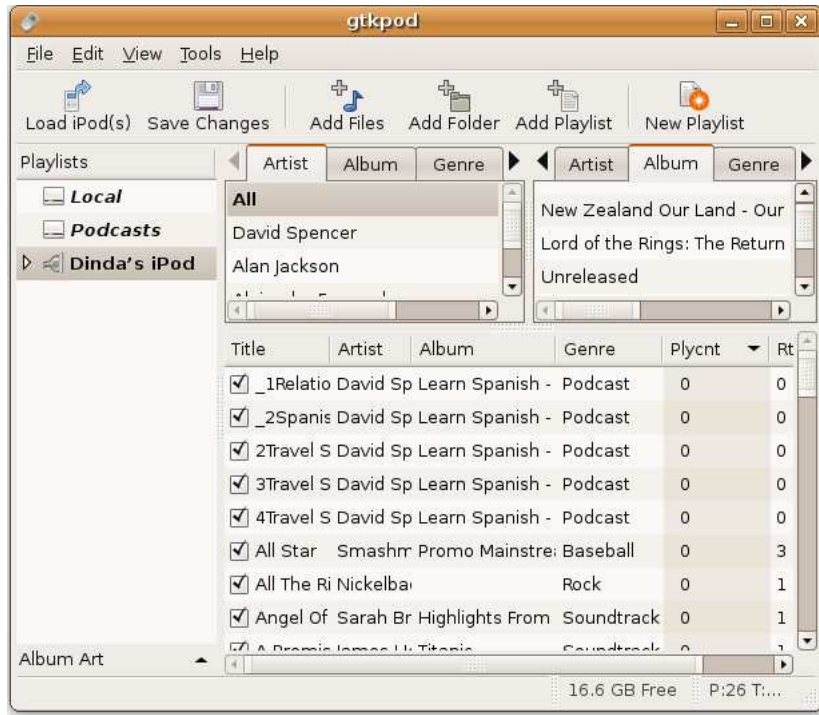 gtkpod
File Edit View Tools Help
Load iPod(s) Save Changes Add Files Add Folder Add Playlist New Playlist
Playlists
Local
Podcasts
Dinda's iPod
Artist Album Genre
All
David Spencer
Alan Jackson
Artist Album Genre
New Zealand Our Land - Our
Lord of the Rings: The Return
Unreleased
Title Artist Album Genre Plycnt Rt
_1Relatio David Sp Learn Spanish - Podcast 0 0
_2Spanis David Sp Learn Spanish - Podcast 0 0
2Travel S David Sp Learn Spanish - Podcast 0 0
3Travel S David Sp Learn Spanish - Podcast 0 0
4Travel S David Sp Learn Spanish - Podcast 0 0
All Star Smashm Promo Mainstre Baseball 0 3
All The Ri Nickelba Rock 0 1
Angel Of Sarah Br Highlights From Soundtrack 0 1
Titanic Soundtrack 0 1
Album Art
16.6 GB Free P:26 T:...